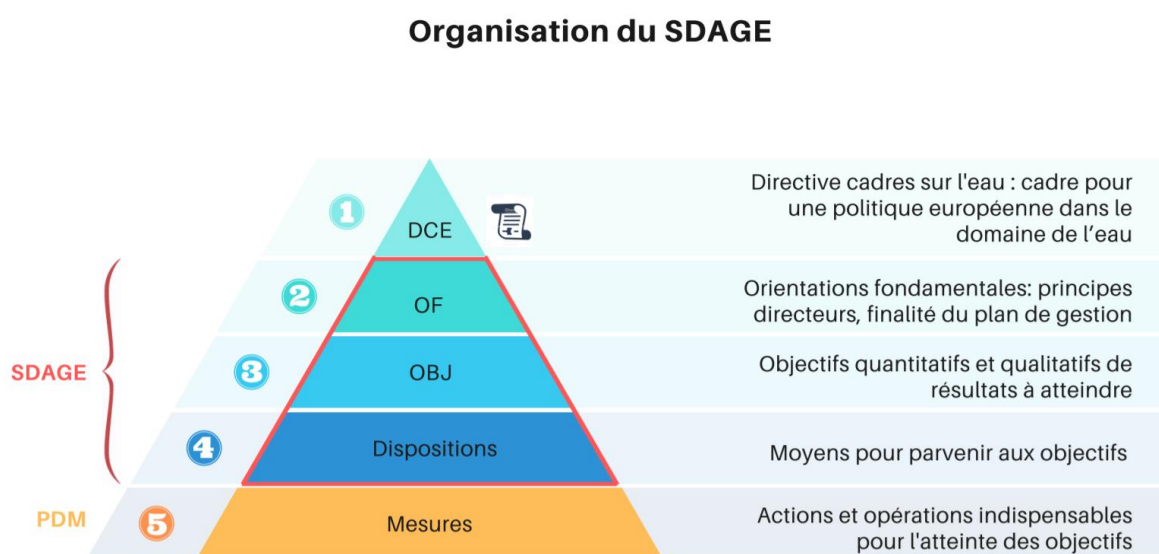 Organisation du SDAGE
1
DCE
Directive cadres sur l'eau : cadre pour
une politique européenne dans le
domaine de l’eau
2
OF
Orientations fondamentales: principes
directeurs, finalité du plan de gestion
SDAGE
3
OBJ
Objectifs quantitatifs et qualitatifs de
résultats à atteindre
4
Dispositions
Moyens pour parvenir aux objectifs
PDM
5
Mesures
Actions et opérations indispensables
pour l'atteinte des objectifs